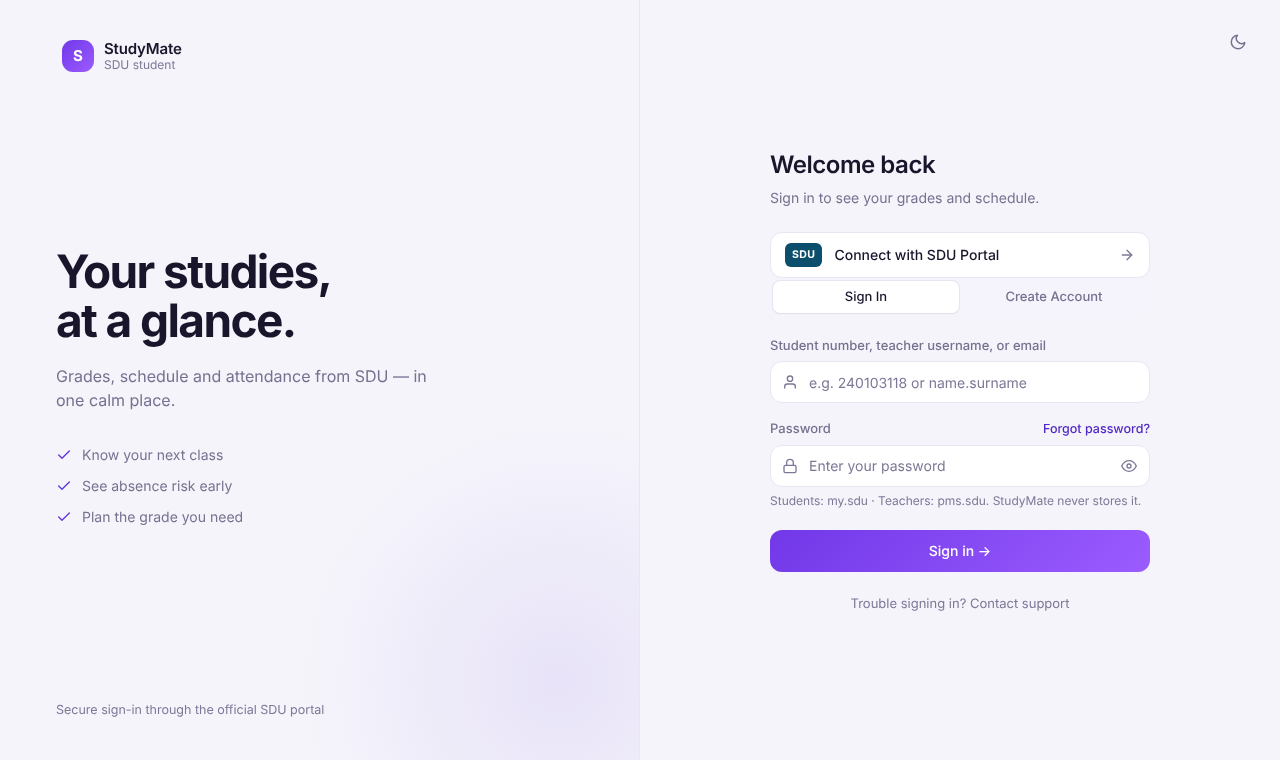 S
StudyMate
SDU student
Your studies,
at a glance.
Grades, schedule and attendance from SDU — in
one calm place.
Know your next class
See absence risk early
Plan the grade you need
Secure sign-in through the official SDU portal
Welcome back
Sign in to see your grades and schedule.
SDU Connect with SDU Portal →
Sign In Create Account
Student number, teacher username, or email
e.g. 240103118 or name.surname
Password Forgot password?
Enter your password
Students: my.sdu · Teachers: pms.sdu. StudyMate never stores it.
Sign in →
Trouble signing in? Contact support